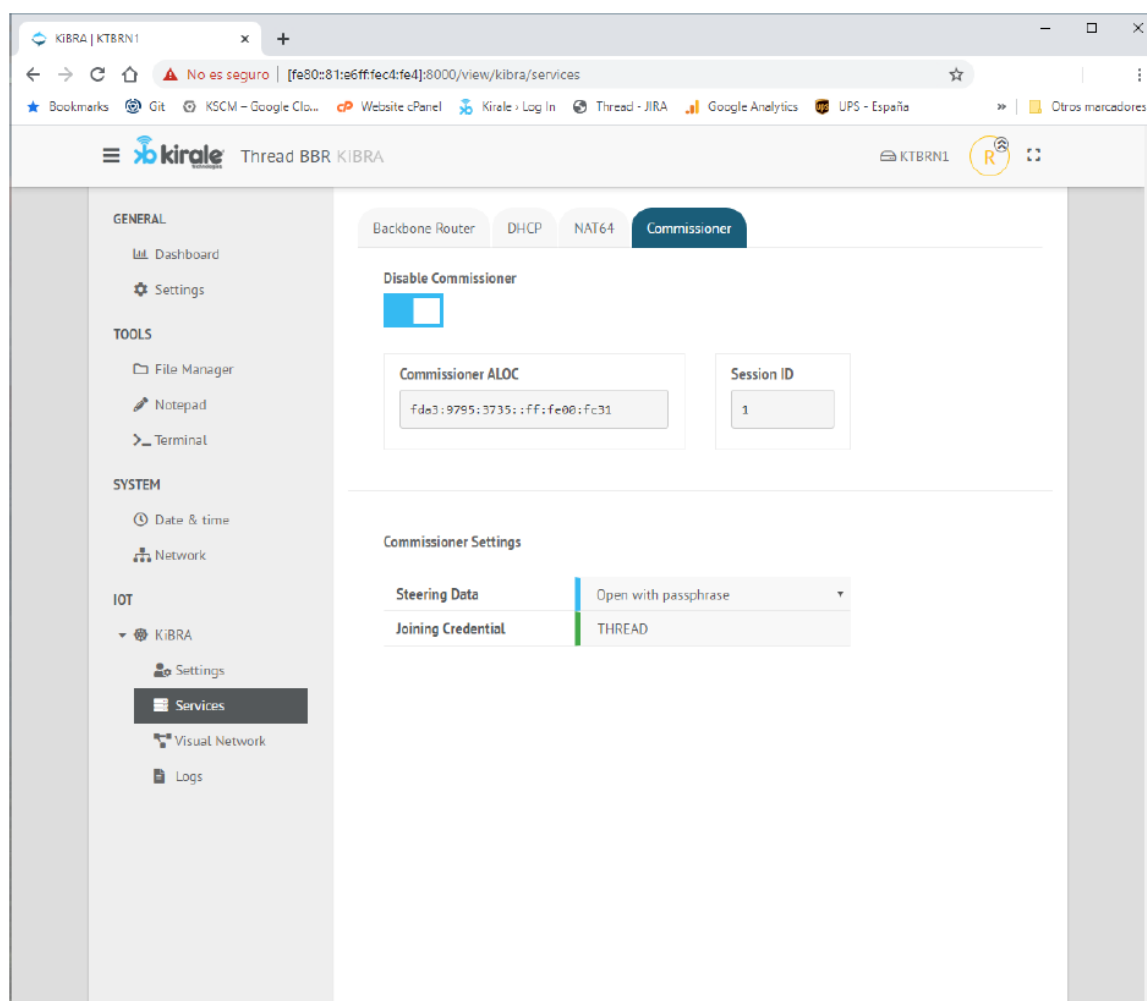 KiBRA | KTBRN1
No es seguro | [fe80::81:e6ff:fec4:fe4]:8000/view/kibra/services
Bookmarks Git KSCM – Google Clo... Website cPanel Kirale › Log In Thread - JIRA Google Analytics UPS - España » Otros marcadores
kirale technologies Thread BBR KIBRA KTBRN1 R
GENERAL
Dashboard
Settings
TOOLS
File Manager
Notepad
Terminal
SYSTEM
Date & time
Network
IOT
KiBRA
Settings
Services
Visual Network
Logs
Backbone Router DHCP NAT64 Commissioner
Disable Commissioner
Commissioner ALOC Session ID
fda3:9795:3735::ff:fe00:fc31 1
Commissioner Settings
Steering Data Open with passphrase
Joining Credential THREAD